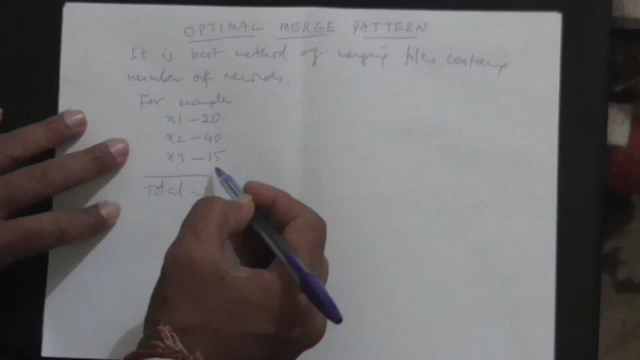 OPTIMAL MERGE PATTERN
It is best method of merging files containing
number of records.
For example:
x1 - 20
x2 - 40
x3 - 15
Total -